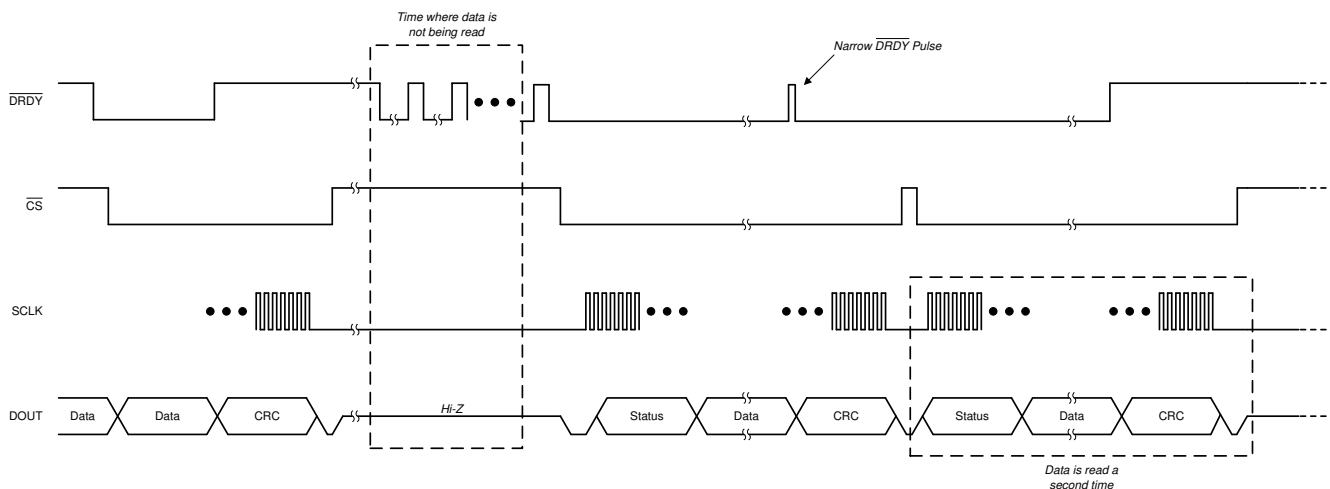 Time where data is
not being read
Narrow DRDY Pulse
DRDY
CS
SCLK
DOUT
Data
Data
CRC
Hi-Z
Status
Data
CRC
Status
Data
CRC
Data is read a
second time